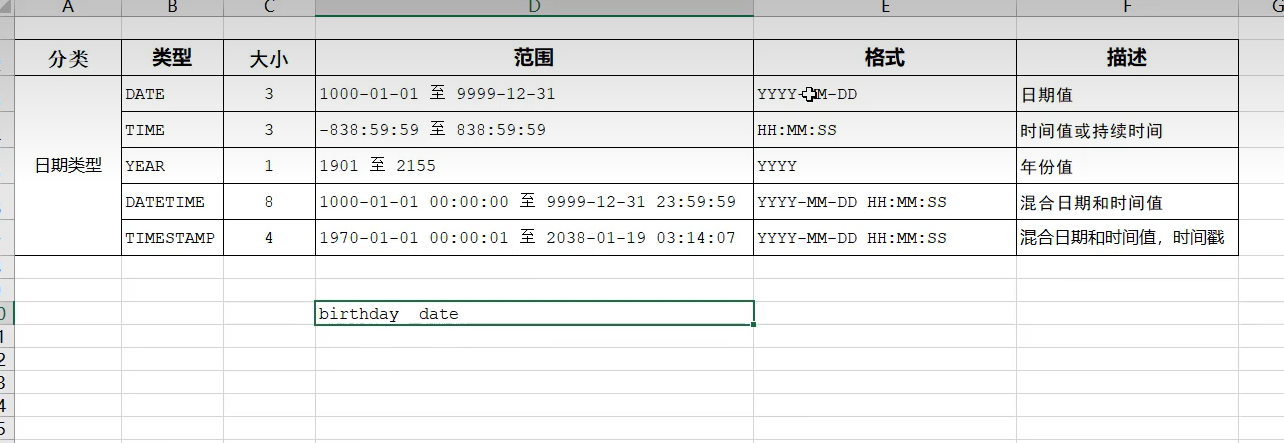 A B C D E F G
分类 类型 大小 范围 格式 描述
日期类型
DATE 3 1000-01-01 至 9999-12-31 YYYY-MM-DD 日期值
TIME 3 -838:59:59 至 838:59:59 HH:MM:SS 时间值或持续时间
YEAR 1 1901 至 2155 YYYY 年份值
DATETIME 8 1000-01-01 00:00:00 至 9999-12-31 23:59:59 YYYY-MM-DD HH:MM:SS 混合日期和时间值
TIMESTAMP 4 1970-01-01 00:00:01 至 2038-01-19 03:14:07 YYYY-MM-DD HH:MM:SS 混合日期和时间值，时间戳
birthday date